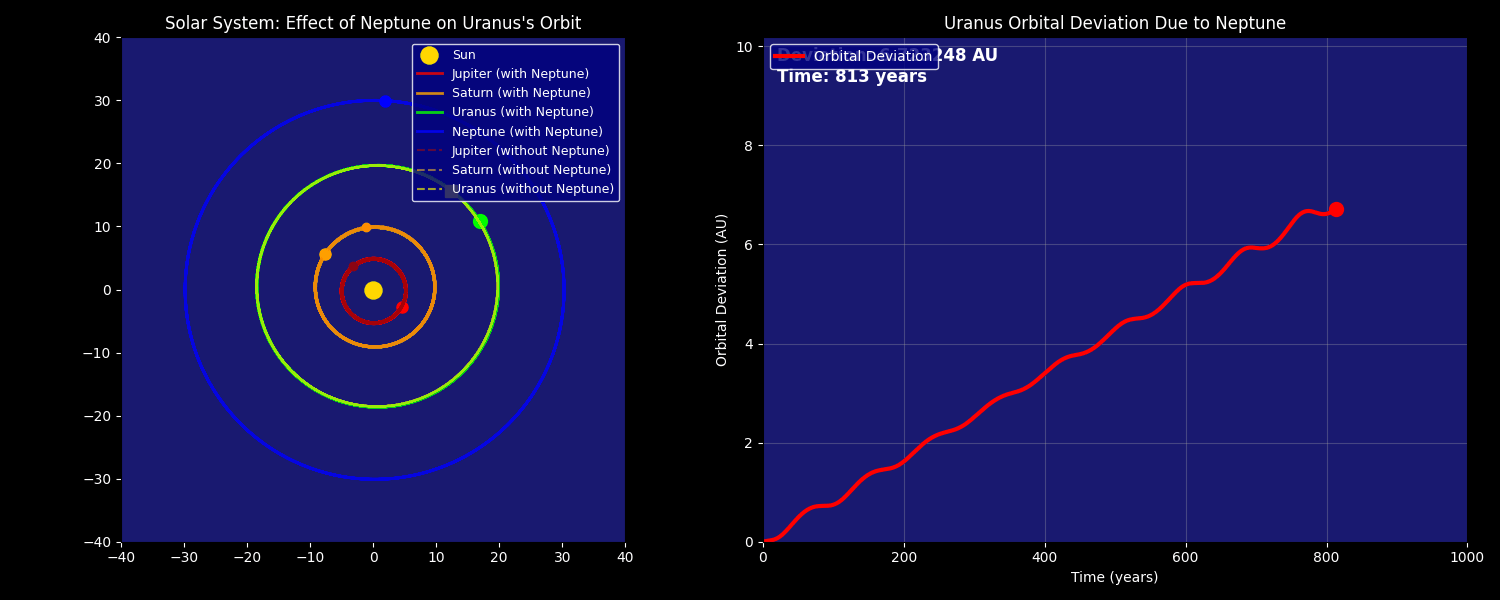 Solar System: Effect of Neptune on Uranus's Orbit
40
30
20
10
0
−10
−20
−30
−40
−40
−30
−20
−10
0
10
20
30
40
Sun
Jupiter (with Neptune)
Saturn (with Neptune)
Uranus (with Neptune)
Neptune (with Neptune)
Jupiter (without Neptune)
Saturn (without Neptune)
Uranus (without Neptune)
Uranus Orbital Deviation Due to Neptune
Orbital Deviation (AU)
10
8
6
4
2
0
0
200
400
600
800
1000
Time (years)
Orbital Deviation
248 AU
Time: 813 years